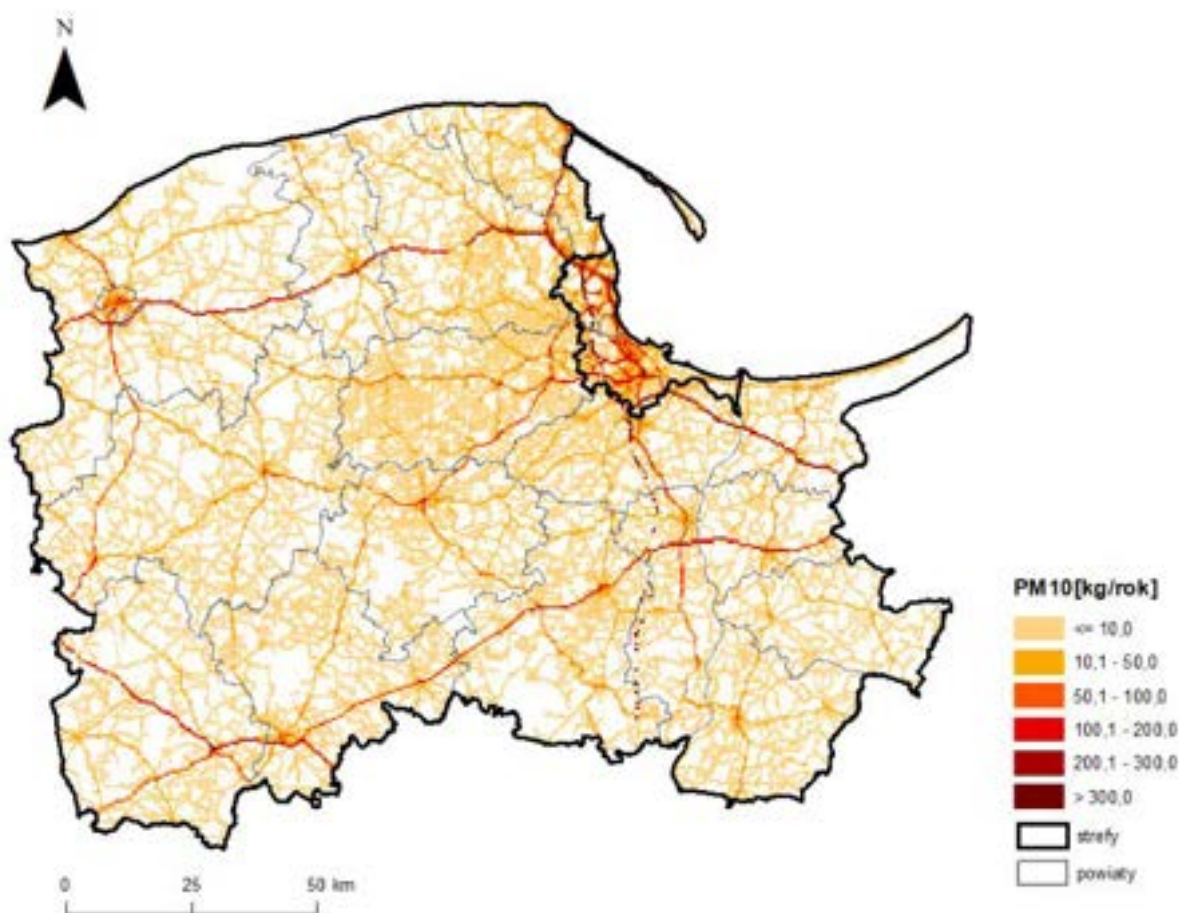 N
PM10[kg/rok]
<= 10,0
10,1 - 50,0
50,1 - 100,0
100,1 - 200,0
200,1 - 300,0
> 300,0
strefy
powiaty
0 25 50 km